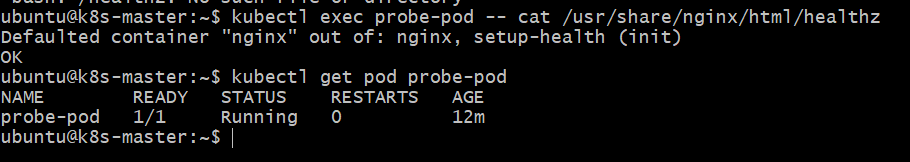 bash: /healthz: No such file or directory
ubuntu@k8s-master:~$ kubectl exec probe-pod -- cat /usr/share/nginx/html/healthz
Defaulted container "nginx" out of: nginx, setup-health (init)
OK
ubuntu@k8s-master:~$ kubectl get pod probe-pod
NAME READY STATUS RESTARTS AGE
probe-pod 1/1 Running 0 12m
ubuntu@k8s-master:~$